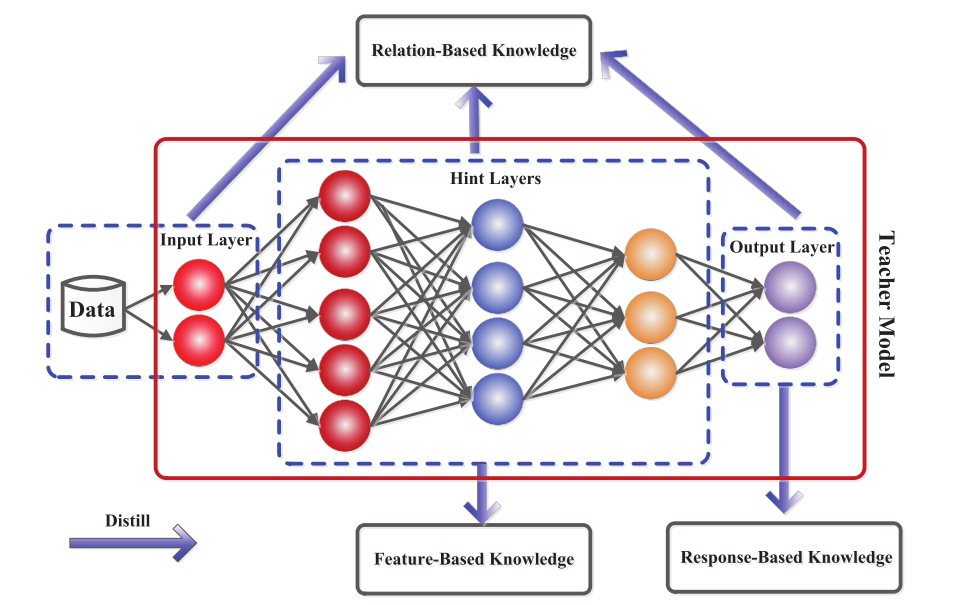 Relation-Based Knowledge
Hint Layers
Input Layer
Output Layer
Data
Teacher Model
Distill
Feature-Based Knowledge
Response-Based Knowledge